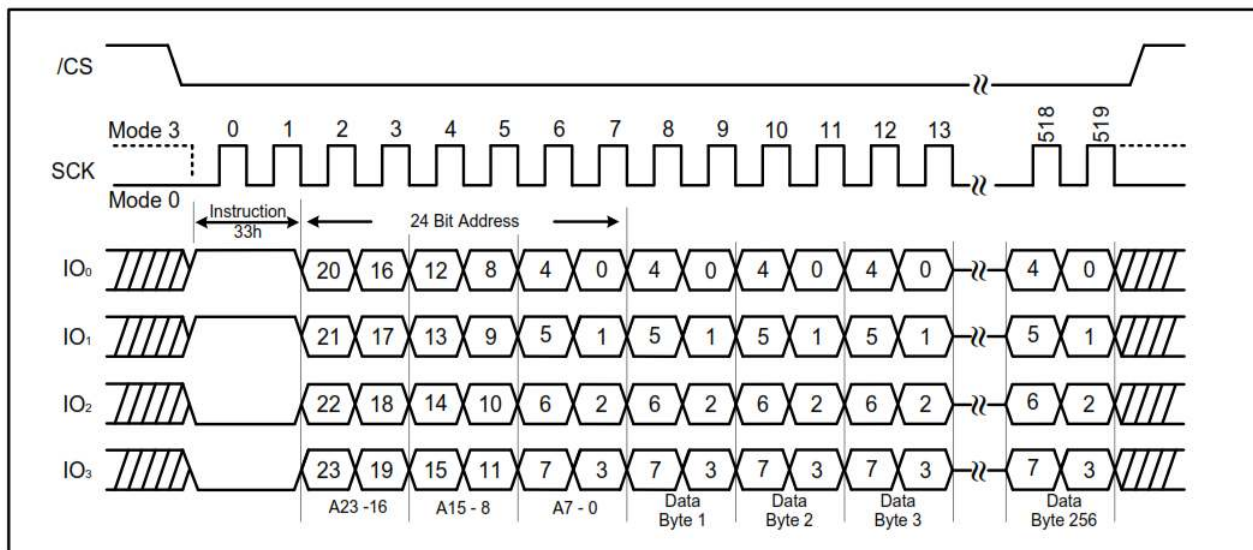 /CS
Mode 3 0 1 2 3 4 5 6 7 8 9 10 11 12 13 518 519
SCK
Mode 0
Instruction
33h
24 Bit Address
IO₀ 20 16 12 8 4 0 4 0 4 0 4 0 4 0
IO₁ 21 17 13 9 5 1 5 1 5 1 5 1 5 1
IO₂ 22 18 14 10 6 2 6 2 6 2 6 2 6 2
IO₃ 23 19 15 11 7 3 7 3 7 3 7 3 7 3
A23 -16 A15 - 8 A7 - 0 Data Data Data Data
Byte 1 Byte 2 Byte 3 Byte 256